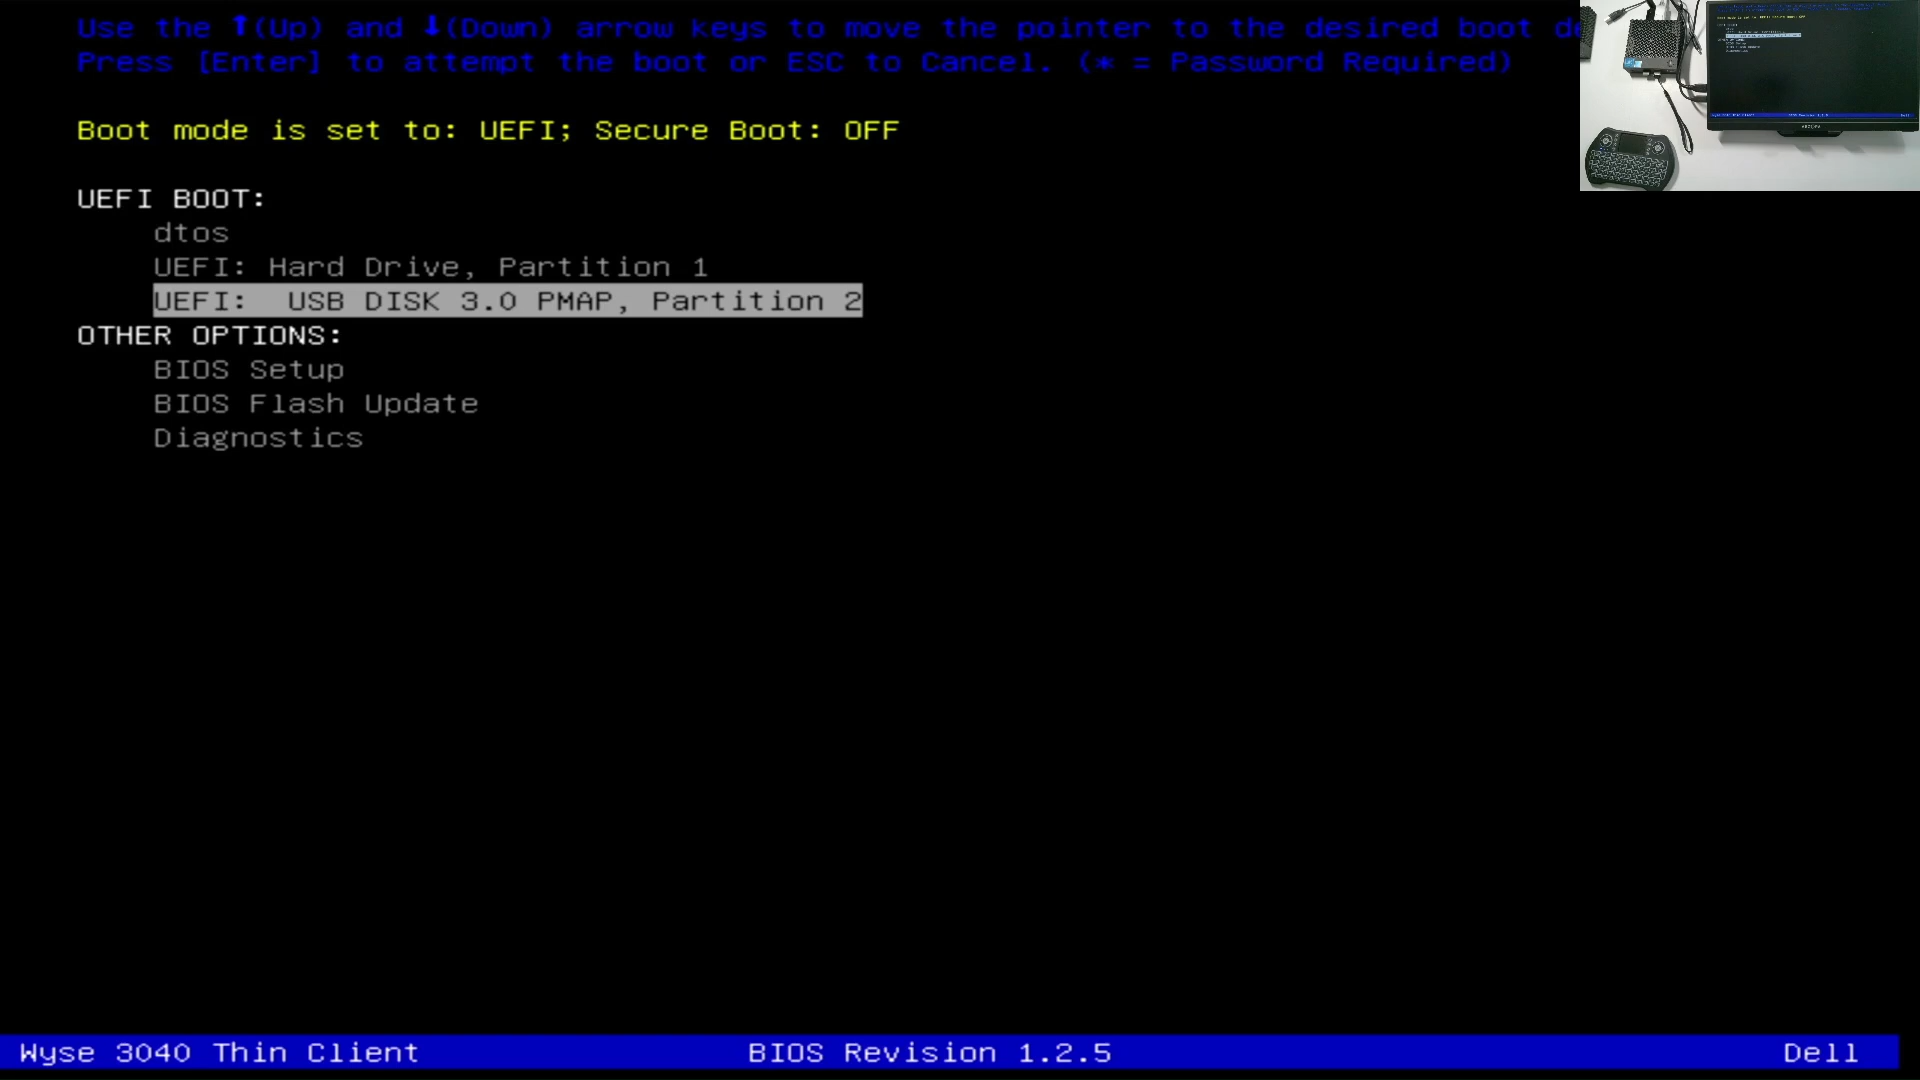 Use the ↑(Up) and ↓(Down) arrow keys to move the pointer to the desired boot
Press [Enter] to attempt the boot or ESC to Cancel. (* = Password Required)
Boot mode is set to: UEFI; Secure Boot: OFF
UEFI BOOT:
dtos
UEFI: Hard Drive, Partition 1
UEFI:  USB DISK 3.0 PMAP, Partition 2
OTHER OPTIONS:
BIOS Setup
BIOS Flash Update
Diagnostics
Wyse 3040 Thin Client BIOS Revision 1.2.5 Dell